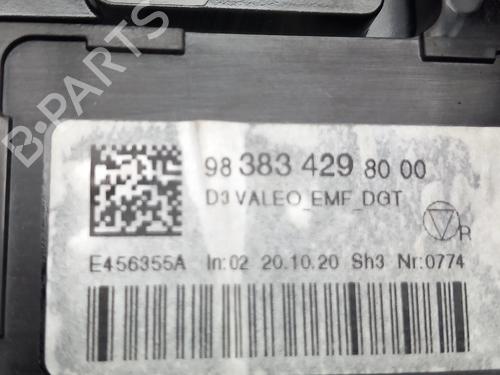 B-PARTS
98 383 429 80 00
D3 VALEO_EMF_DGT
R
E456355A In:02 20.10.20 Sh3 Nr:0774